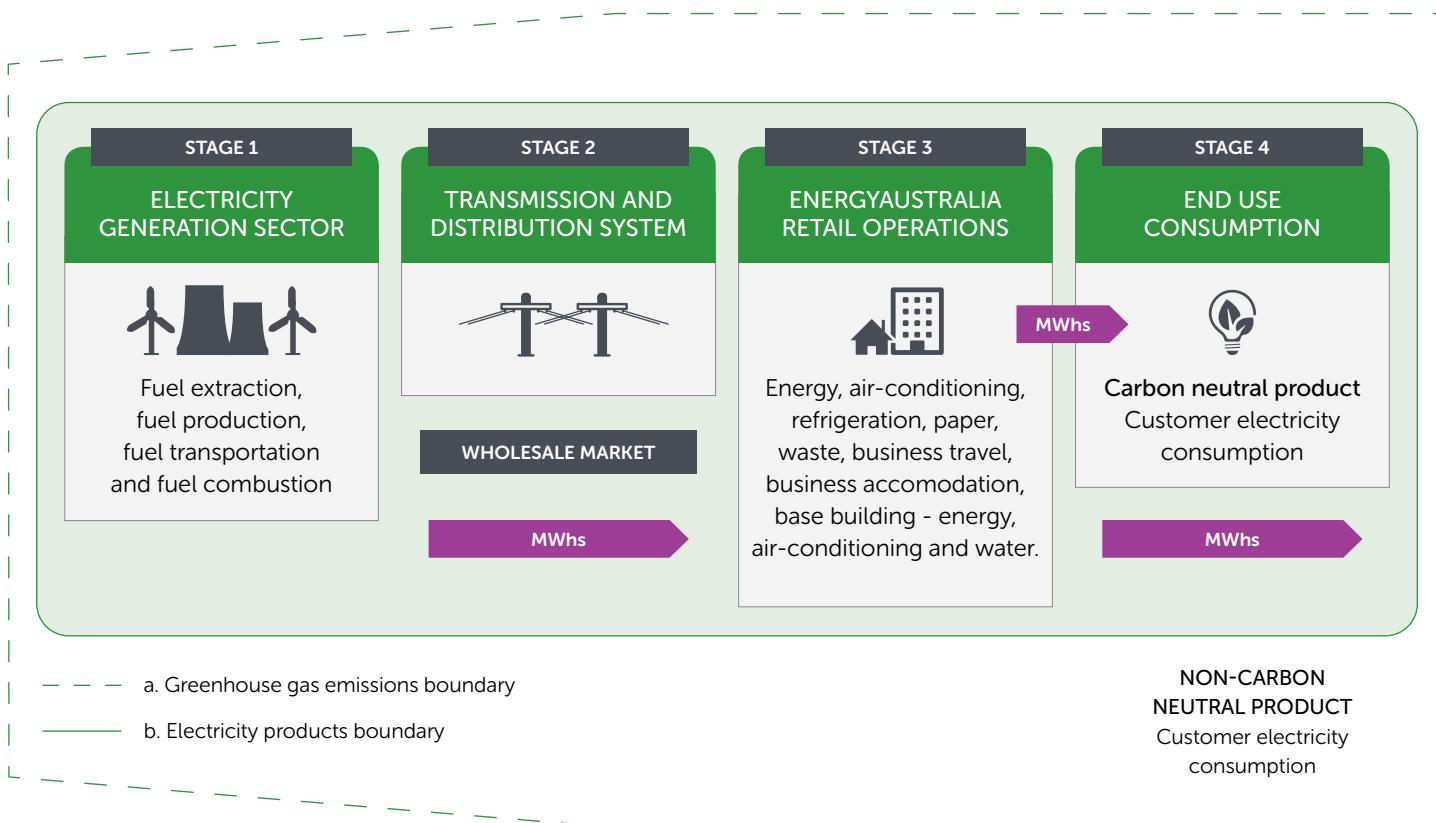 STAGE 1
ELECTRICITY
GENERATION SECTOR
Fuel extraction,
fuel production,
fuel transportation
and fuel combustion
STAGE 2
TRANSMISSION AND
DISTRIBUTION SYSTEM
WHOLESALE MARKET
MWhs
STAGE 3
ENERGYAUSTRALIA
RETAIL OPERATIONS
Energy, air-conditioning,
refrigeration, paper,
waste, business travel,
business accomodation,
base building - energy,
air-conditioning and water.
MWhs
STAGE 4
END USE
CONSUMPTION
Carbon neutral product
Customer electricity
consumption
MWhs
a. Greenhouse gas emissions boundary
b. Electricity products boundary
NON-CARBON
NEUTRAL PRODUCT
Customer electricity
consumption